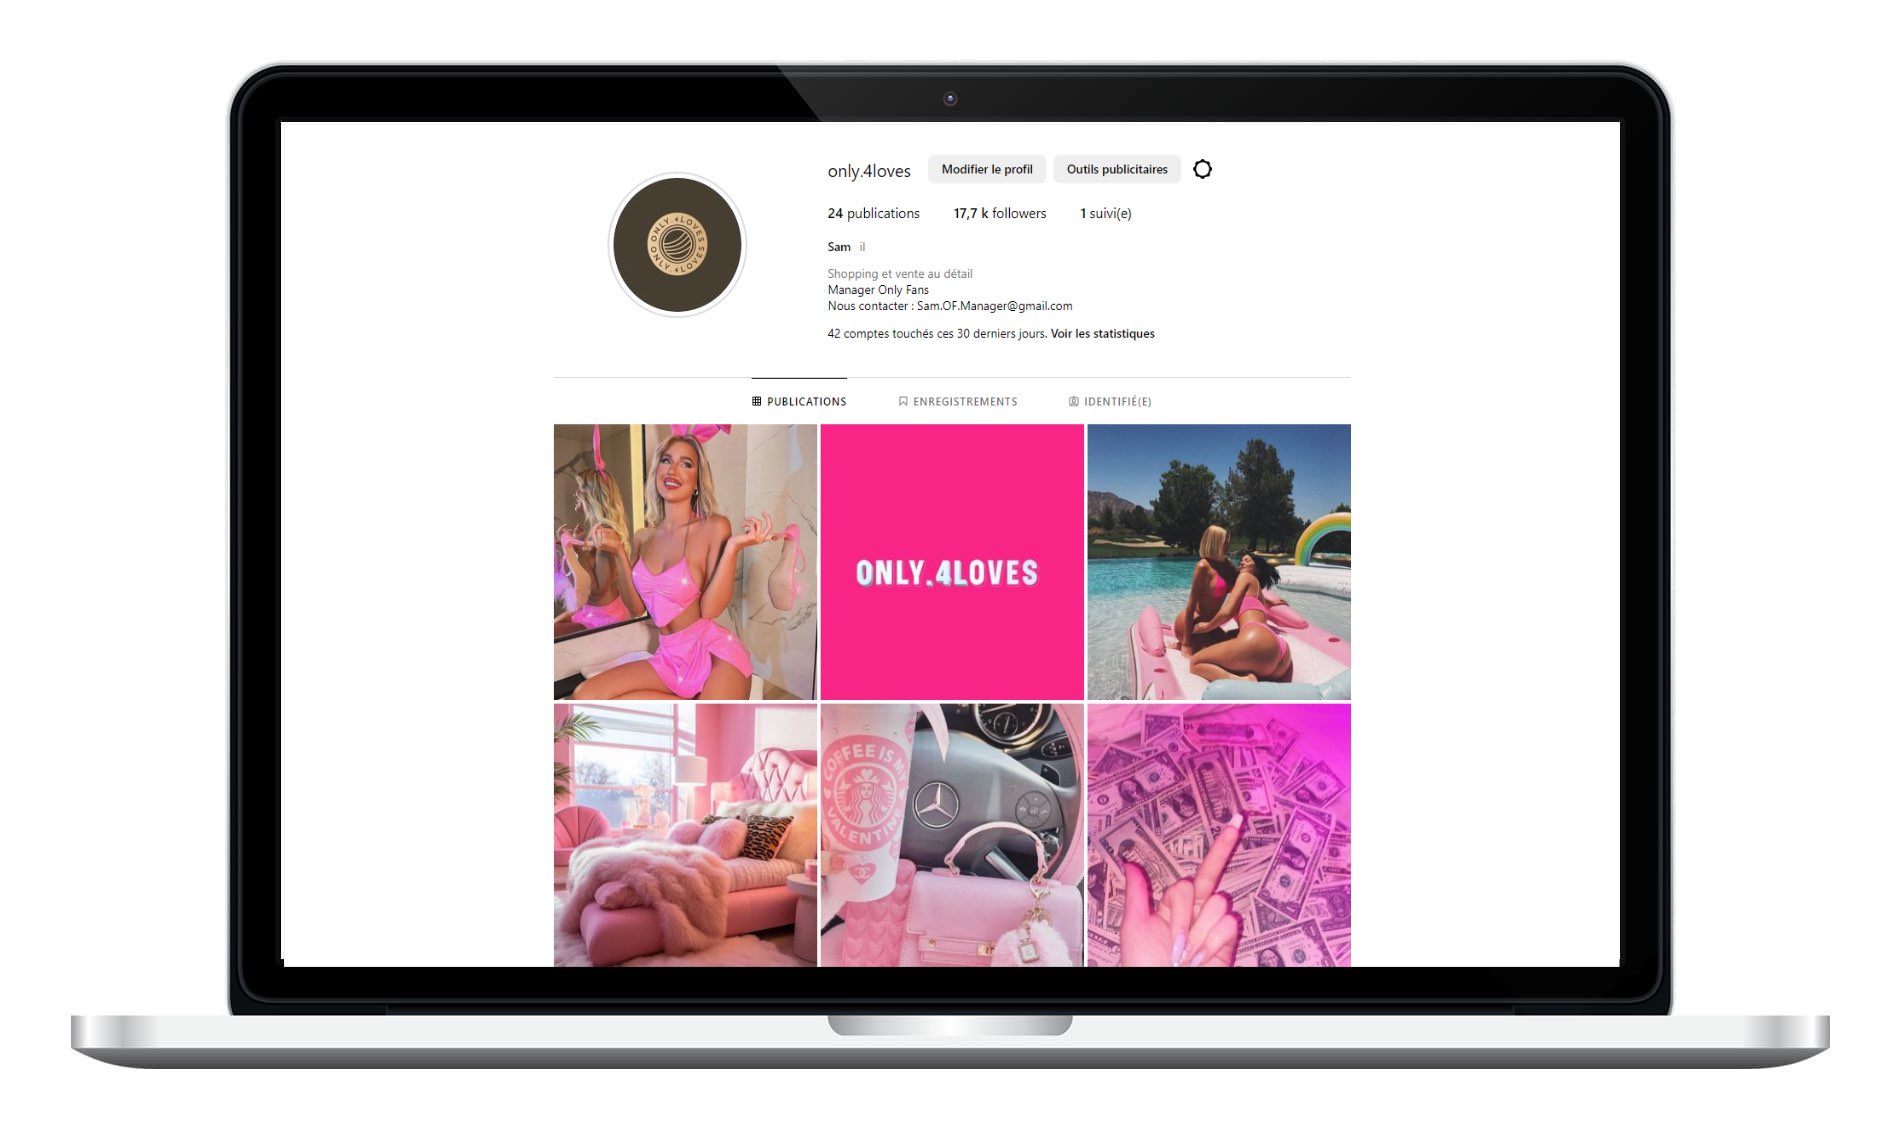 only.4loves Modifier le profil Outils publicitaires
24 publications 17,7 k followers 1 suivi(e)
Sam il
Shopping et vente au détail
Manager Only Fans
Nous contacter : Sam.OF.Manager@gmail.com
42 comptes touchés ces 30 derniers jours. Voir les statistiques
ONLY.4LOVES
ONLY.4LOVES
PUBLICATIONS ENREGISTREMENTS IDENTIFIÉ(E)
ONLY.4LOVES
COFFEE IS MY
VALENTINE